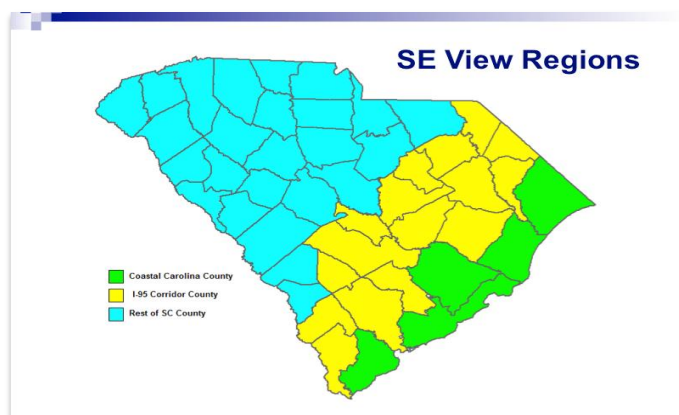 SE View Regions
Coastal Carolina County
I-95 Corridor County
Rest of SC County